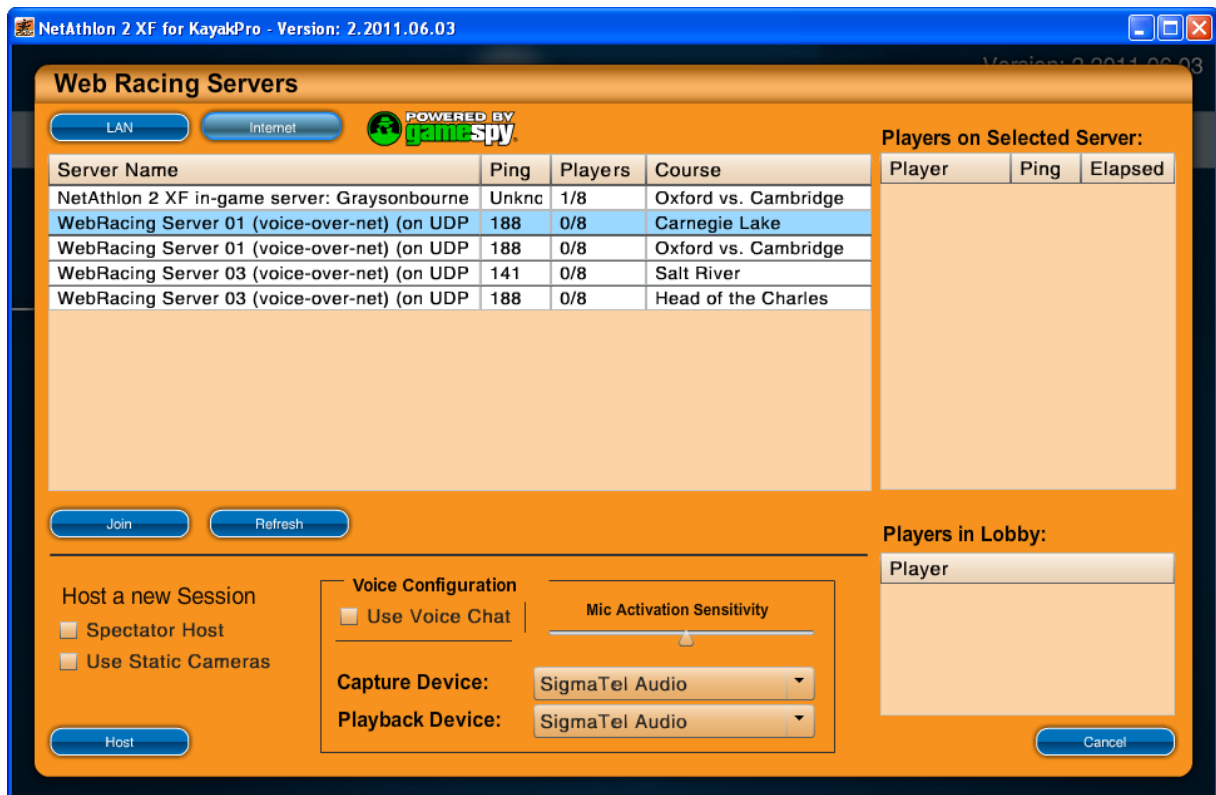 NetAthlon 2 XF for KayakPro - Version: 2.2011.06.03
Version: 2.2011.06.03
Web Racing Servers
LAN Internet POWERED BY gamespy.
Players on Selected Server:
Server Name Ping Players Course
Player Ping Elapsed
NetAthlon 2 XF in-game server: Graysonbourne Unkno 1/8 Oxford vs. Cambridge
WebRacing Server 01 (voice-over-net) (on UDP 188 0/8 Carnegie Lake
WebRacing Server 01 (voice-over-net) (on UDP 188 0/8 Oxford vs. Cambridge
WebRacing Server 03 (voice-over-net) (on UDP 141 0/8 Salt River
WebRacing Server 03 (voice-over-net) (on UDP 188 0/8 Head of the Charles
Join Refresh
Players in Lobby:
Player
Host a new Session
Spectator Host
Use Static Cameras
Host
Voice Configuration
Use Voice Chat
Mic Activation Sensitivity
Capture Device: SigmaTel Audio
Playback Device: SigmaTel Audio
Cancel